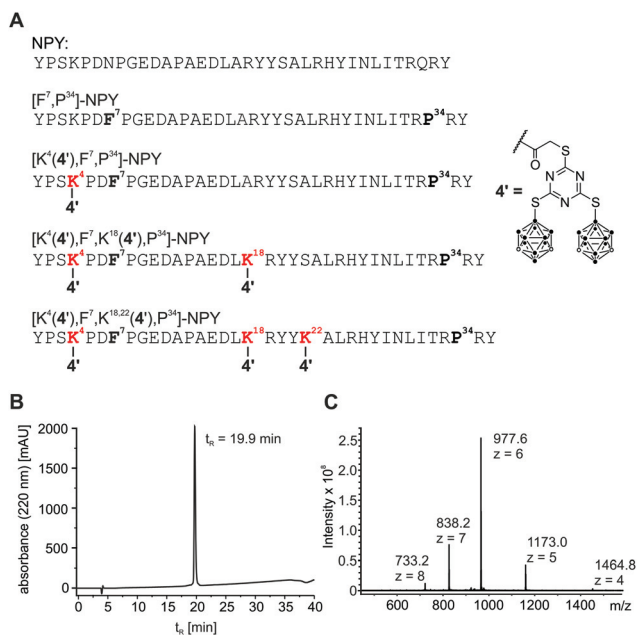 A
NPY:
YPSKPDNPGEDAPAEDLARYYSALRHYINLITRQRY
[F7,P34]-NPY
YPSKPDF7PGEDAPAEDLARYYSALRHYINLITRP34RY
[K4(4'),F7,P34]-NPY
YPSK4PDF7PGEDAPAEDLARYYSALRHYINLITRP34RY
4'
[K4(4'),F7,K18(4'),P34]-NPY
YPSK4PDF7PGEDAPAEDLK18RYYSALRHYINLITRP34RY
4' 4'
[K4(4'),F7,K18,22(4'),P34]-NPY
YPSK4PDF7PGEDAPAEDLK18RYYK22ALRHYINLITRP34RY
4' 4' 4'
4' =
O
S
N N
S N S
B
absorbance (220 nm) [mAU]
2000
1500
1000
500
0
tR = 19.9 min
0 5 10 15 20 25 30 35 40
tR [min]
C
Intensity x 10⁸
2.5
2.0
1.5
1.0
0.5
0
977.6
z = 6
838.2
z = 7
733.2
z = 8
1173.0
z = 5
1464.8
z = 4
600 800 1000 1200 1400 m/z